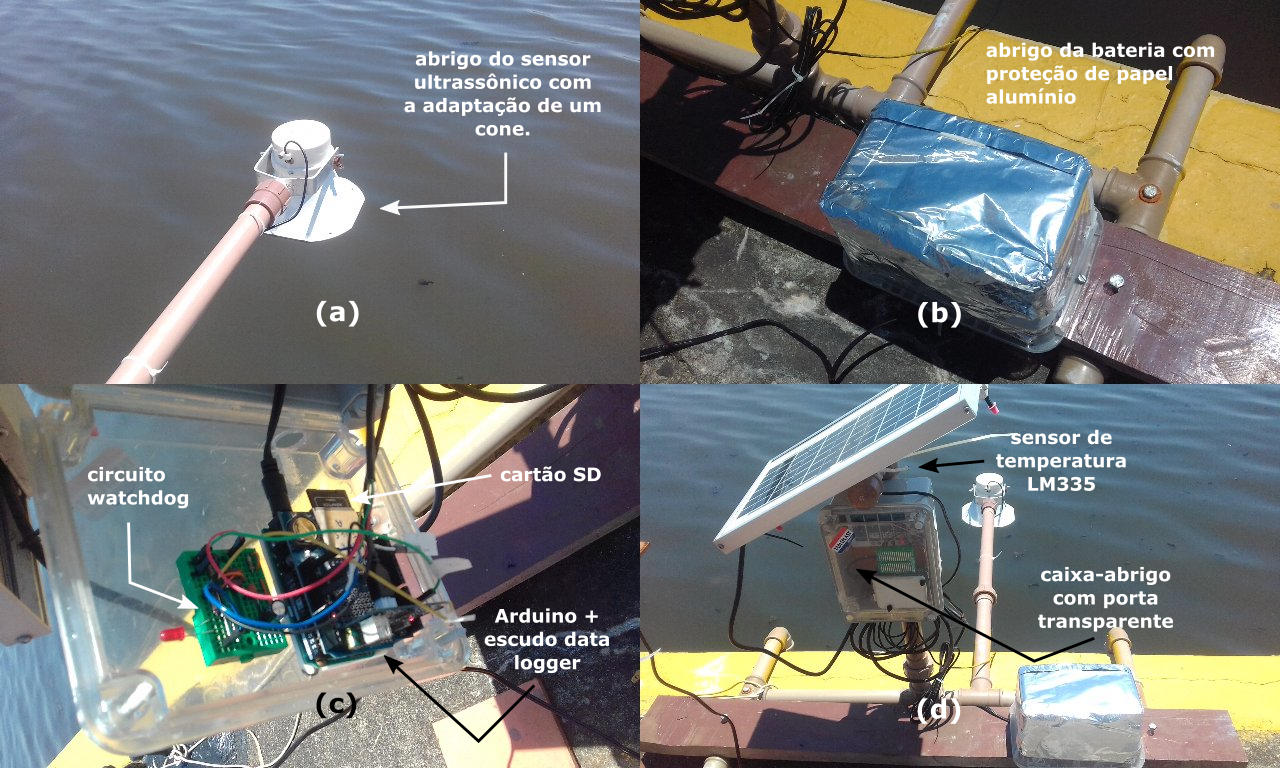 abrigo do sensor
ultrassônico com
a adaptação de um
cone.
(a)
abrigo da bateria com
proteção de papel
alumínio
(b)
circuito
watchdog
cartão SD
Arduino +
escudo data
logger
(c)
sensor de
temperatura
LM335
caixa-abrigo
com porta
transparente
(d)